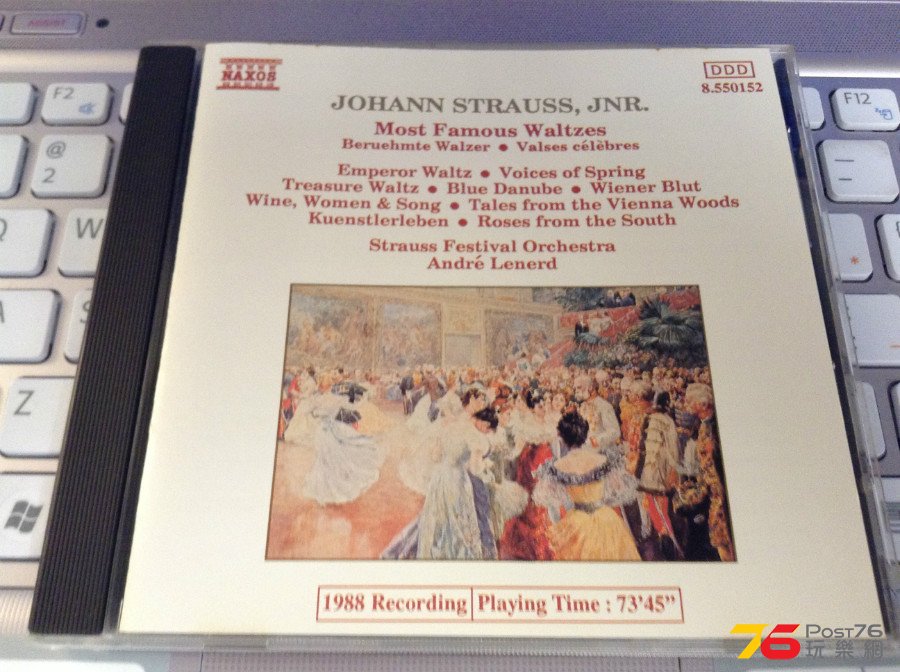 ASSIST
F2
@
2
Q
W
A
S
Z
F12
*
NAXOS
DDD
8.550152
JOHANN STRAUSS, JNR.
Most Famous Waltzes
Beruehmte Walzer • Valses célèbres
Emperor Waltz • Voices of Spring
Treasure Waltz • Blue Danube • Wiener Blut
Wine, Women & Song • Tales from the Vienna Woods
Kuenstlerleben • Roses from the South
Strauss Festival Orchestra
André Lenerd
1988 Recording | Playing Time : 73'45”
76 POST76
玩樂網